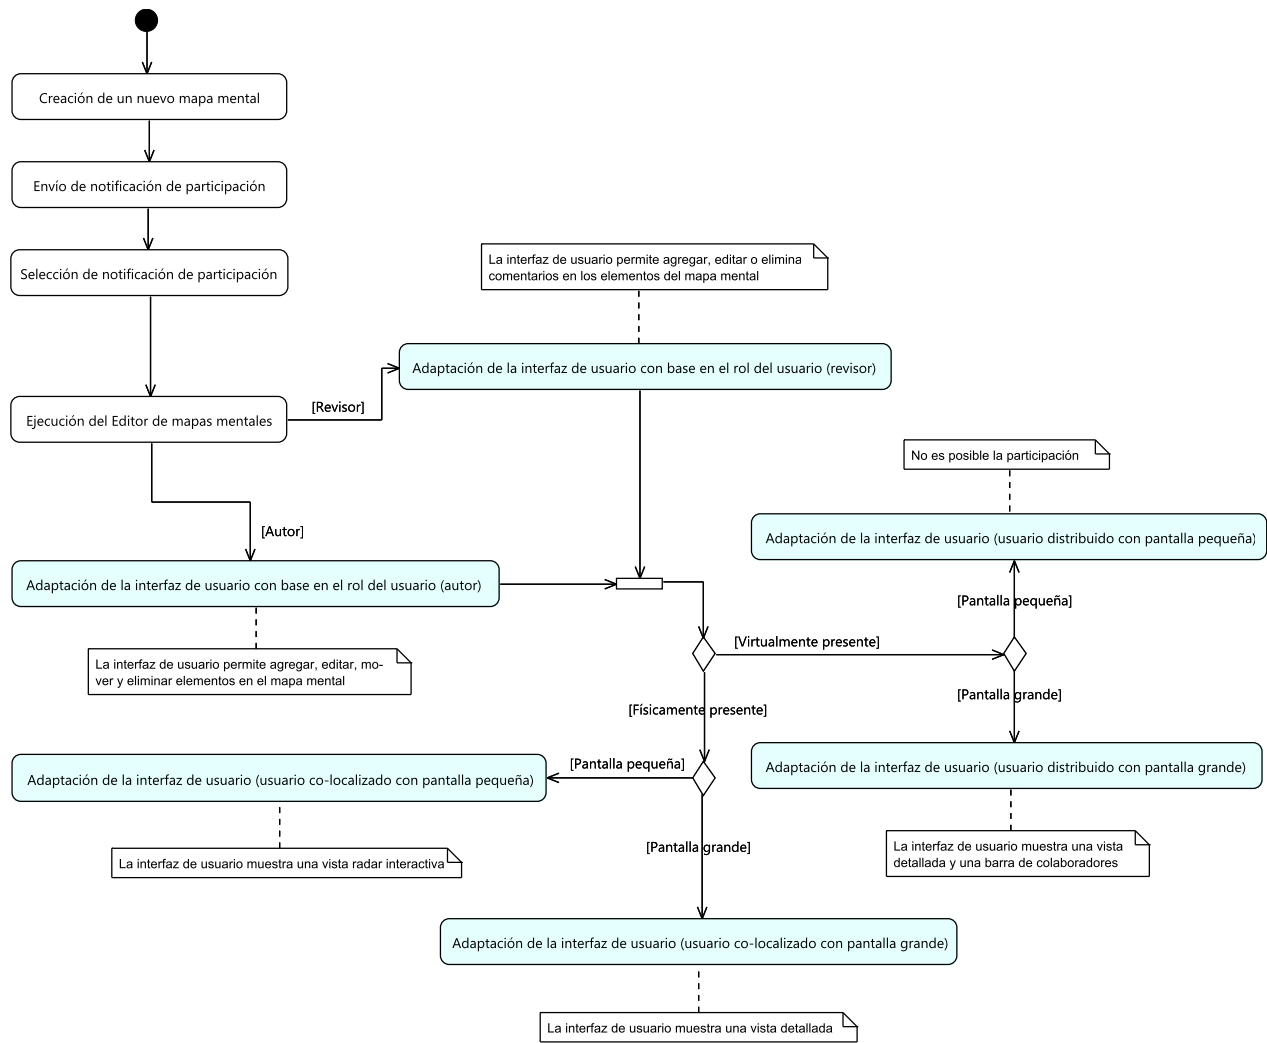 Creación de un nuevo mapa mental
Envío de notificación de participación
Selección de notificación de participación
La interfaz de usuario permite agregar, editar o elimina
comentarios en los elementos del mapa mental
Adaptación de la interfaz de usuario con base en el rol del usuario (revisor)
[Revisor]
Ejecución del Editor de mapas mentales
No es posible la participación
[Autor]
Adaptación de la interfaz de usuario (usuario distribuido con pantalla pequeña)
Adaptación de la interfaz de usuario con base en el rol del usuario (autor)
[Pantalla pequeña]
[Virtualmente presente]
La interfaz de usuario permite agregar, editar, mo-
ver y eliminar elementos en el mapa mental
[Pantalla grande]
[Físicamente presente]
[Pantalla pequeña]
Adaptación de la interfaz de usuario (usuario distribuido con pantalla grande)
Adaptación de la interfaz de usuario (usuario co-localizado con pantalla pequeña)
[Pantalla grande]
La interfaz de usuario muestra una vista
detallada y una barra de colaboradores
La interfaz de usuario muestra una vista radar interactiva
Adaptación de la interfaz de usuario (usuario co-localizado con pantalla grande)
La interfaz de usuario muestra una vista detallada